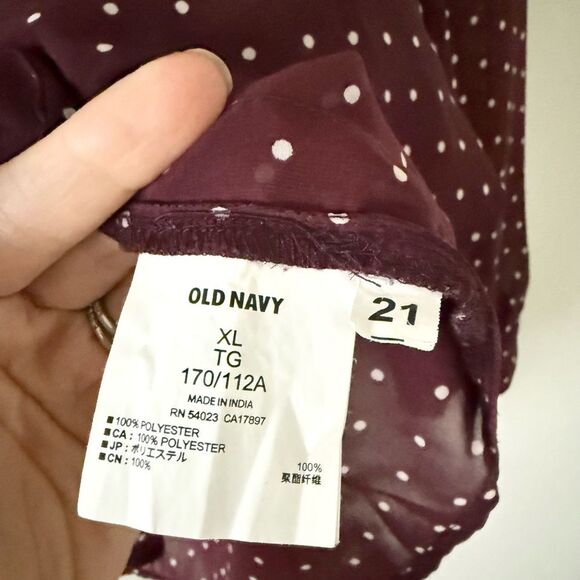 OLD NAVY
21
XL
TG
170/112A
MADE IN INDIA
RN 54023 CA17897
■100% POLYESTER
■CA: 100% POLYESTER
■JP: ポリエステル
■CN: 100%
100%
聚酯纤维